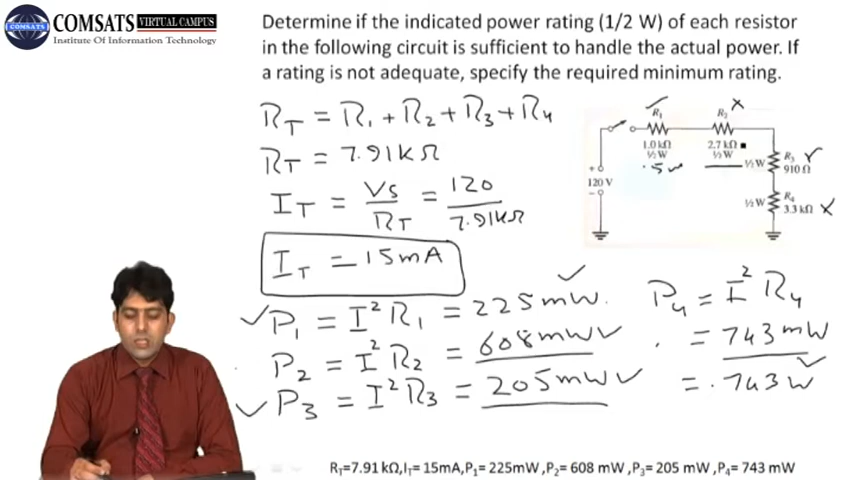 COMSATS VIRTUAL CAMPUS
Institute Of Information Technology
COMSATS
Determine if the indicated power rating (1/2 W) of each resistor
in the following circuit is sufficient to handle the actual power. If
a rating is not adequate, specify the required minimum rating.
RT = R1 + R2 + R3 + R4
RT = 7.91KΩ
IT = Vs/RT = 120/7.91KΩ
IT = 15mA
✓ P1 = I²R1 = 225mW. ✓
P2 = I²R2 = 608mW ✓
✓ P3 = I²R3 = 205mW ✓
P4 = I²R4
= 743mW
= .743W ✓
✓ R1
1.0 kΩ
½ W
.5w
R2 x
2.7 kΩ
½ W
½ W R3 ✓
910 Ω
½ W R4
3.3 kΩ x
+
120 V
−
RT=7.91 kΩ,IT= 15mA,P1= 225mW ,P2= 608 mW ,P3= 205 mW ,P4= 743 mW